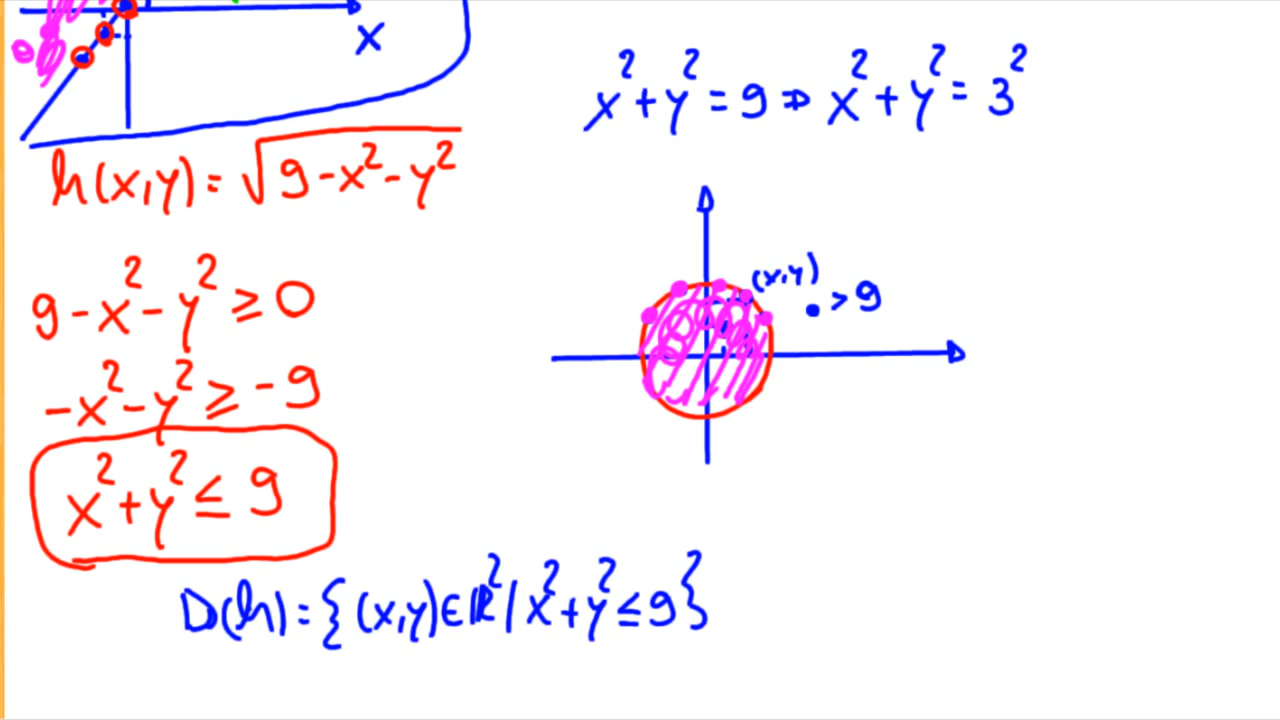 x
x² + y² = 9 ⇒ x² + y² = 3²
h(x,y) = √(9 - x² - y²)
(x,y)
> 9
9 - x² - y² ≥ 0
-x² - y² ≥ -9
x² + y² ≤ 9
D(h) = {(x,y) ∈ ℝ² / x² + y² ≤ 9}